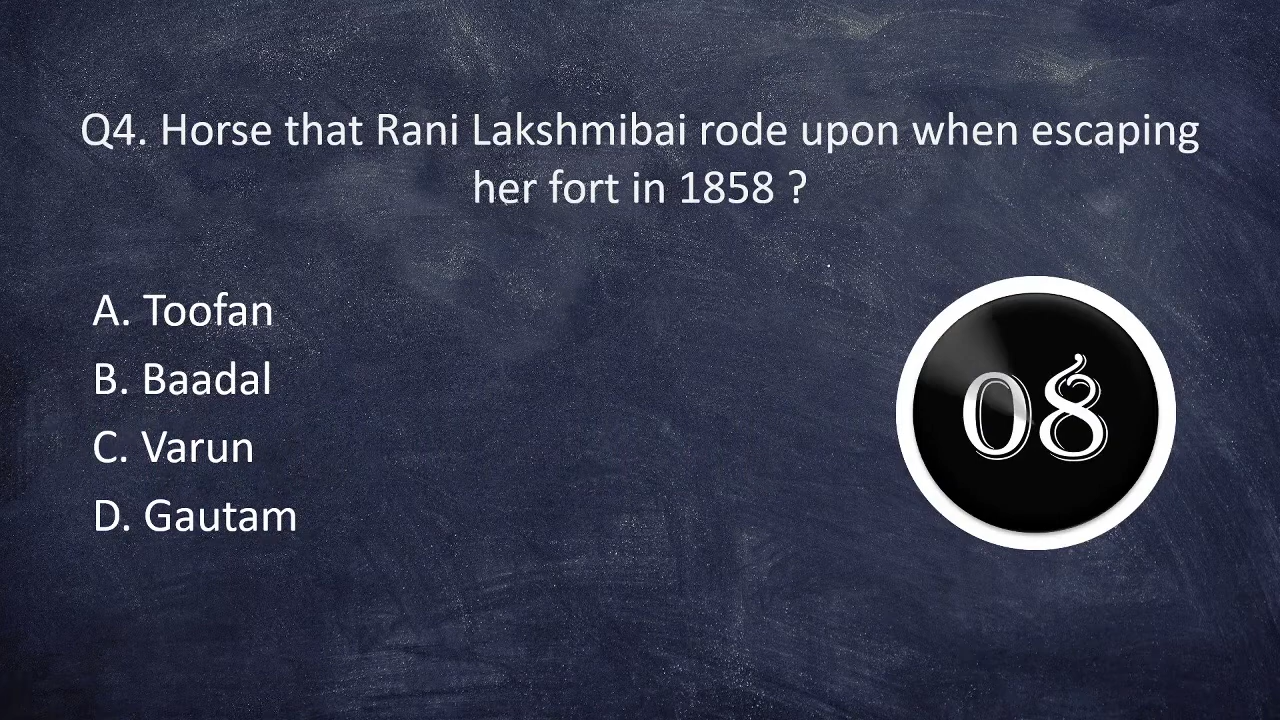 Q4. Horse that Rani Lakshmibai rode upon when escaping
her fort in 1858 ?
A. Toofan
B. Baadal
C. Varun
D. Gautam
08